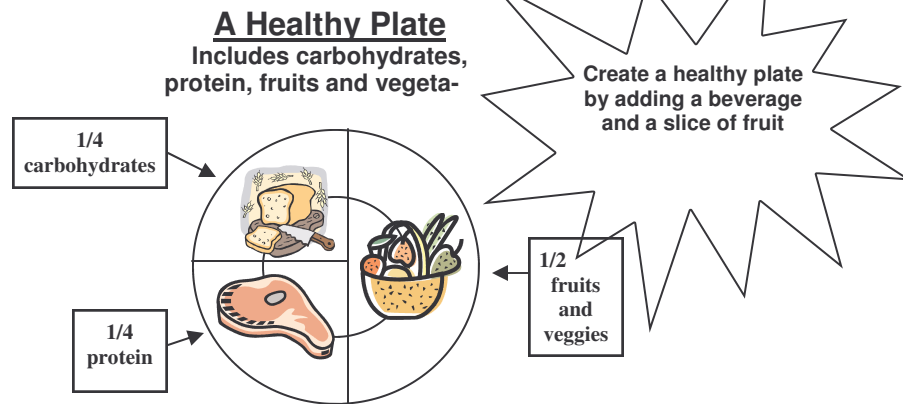 A Healthy Plate
Includes carbohydrates,
protein, fruits and vegeta-
Create a healthy plate
by adding a beverage
and a slice of fruit
1/4
carbohydrates
1/2
fruits
and
veggies
1/4
protein